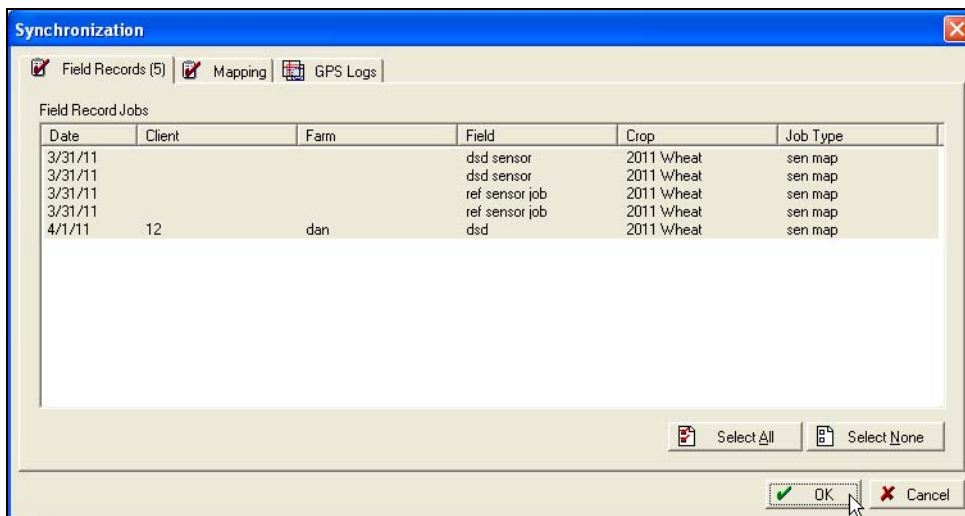 Synchronization
Field Records (5) Mapping GPS Logs
Field Record Jobs
Date Client Farm Field Crop Job Type
3/31/11 dsd sensor 2011 Wheat sen map
3/31/11 dsd sensor 2011 Wheat sen map
3/31/11 ref sensor job 2011 Wheat sen map
3/31/11 ref sensor job 2011 Wheat sen map
4/1/11 12 dan dsd 2011 Wheat sen map
Select All Select None
OK Cancel